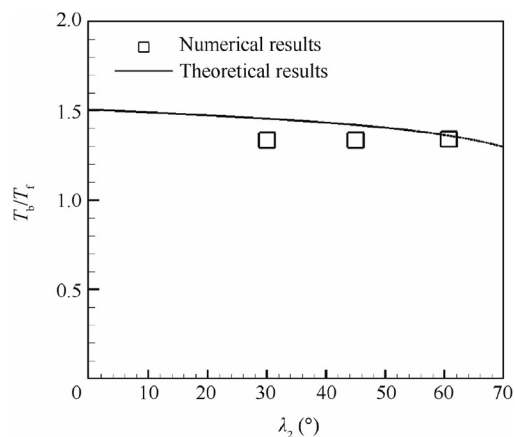 2.0
Numerical results
Theoretical results
1.5
1.0
0.5
T_b/T_f
0 10 20 30 40 50 60 70
λ_2 (°)